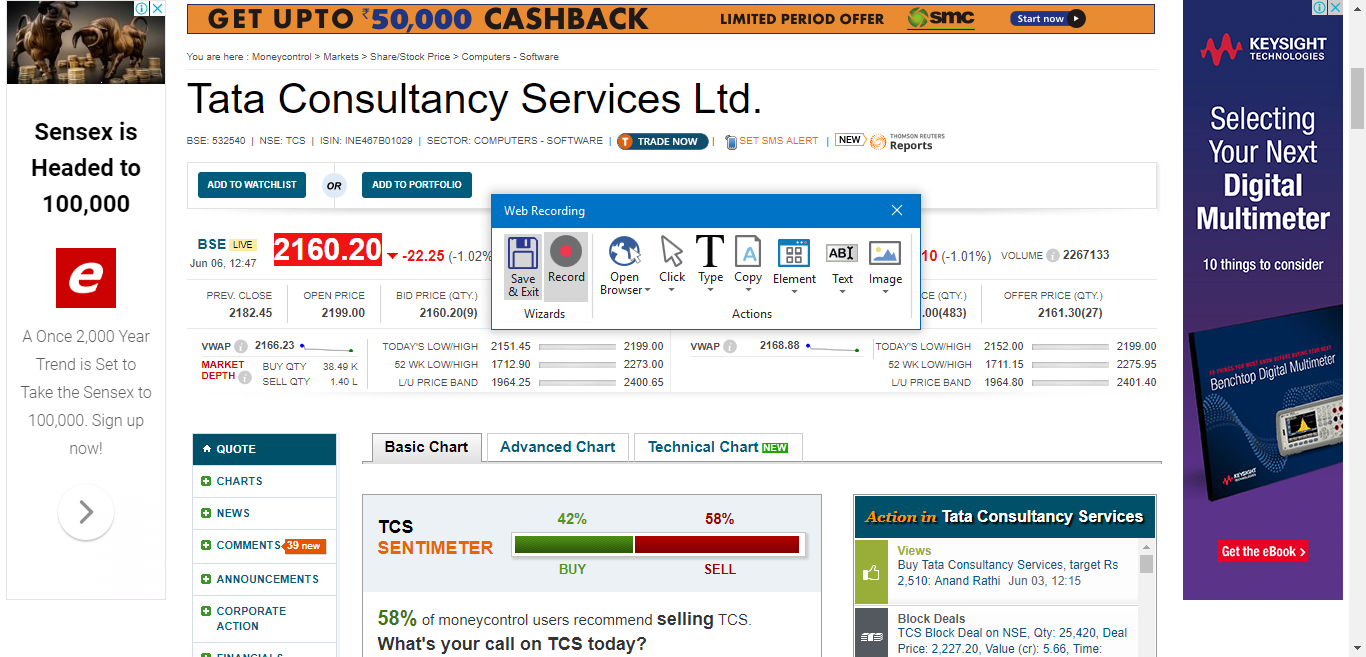 GET UPTO ₹50,000 CASHBACK LIMITED PERIOD OFFER smc Start now
Sensex is
Headed to
100,000
e
A Once 2,000 Year
Trend is Set to
Take the Sensex to
100,000. Sign up
now!
You are here : Moneycontrol > Markets > Share/Stock Price > Computers - Software
Tata Consultancy Services Ltd.
BSE: 532540 | NSE: TCS | ISIN: INE467B01029 | SECTOR: COMPUTERS - SOFTWARE | T TRADE NOW | SET SMS ALERT | NEW THOMSON REUTERS Reports
ADD TO WATCHLIST OR ADD TO PORTFOLIO
Web Recording
Save & Exit
Record
Open Browser
Click
Type
Copy
Element
Text
Image
Wizards
Actions
BSE LIVE
Jun 06, 12:47
2160.20
-22.25 (-1.02%
10 (-1.01%) VOLUME 2267133
PREV. CLOSE
2182.45
OPEN PRICE
2199.00
BID PRICE (QTY.)
2160.20(9)
CE (QTY.)
.00(483)
OFFER PRICE (QTY.)
2161.30(27)
VWAP 2166.23
MARKET DEPTH
BUY QTY 38.49 K
SELL QTY 1.40 L
TODAY'S LOW/HIGH 2151.45 2199.00
52 WK LOW/HIGH 1712.90 2273.00
L/U PRICE BAND 1964.25 2400.65
VWAP 2168.88
TODAY'S LOW/HIGH 2152.00 2199.00
52 WK LOW/HIGH 1711.15 2275.95
L/U PRICE BAND 1964.80 2401.40
QUOTE
CHARTS
NEWS
COMMENTS 39 new
ANNOUNCEMENTS
CORPORATE
ACTION
FINANCIALS
Basic Chart Advanced Chart Technical Chart NEW
TCS
SENTIMETER
42% 58%
BUY SELL
58% of moneycontrol users recommend selling TCS.
What's your call on TCS today?
Action in Tata Consultancy Services
Views
Buy Tata Consultancy Services, target Rs
2,510: Anand Rathi Jun 03, 12:15
Block Deals
TCS Block Deal on NSE, Qty: 25,420, Deal
Price: 2,227.20, Value (cr): 5.66, Time:
KEYSIGHT
TECHNOLOGIES
Selecting
Your Next
Digital
Multimeter
10 things to consider
Benchtop Digital Multimeter
KEYSIGHT
Get the eBook >